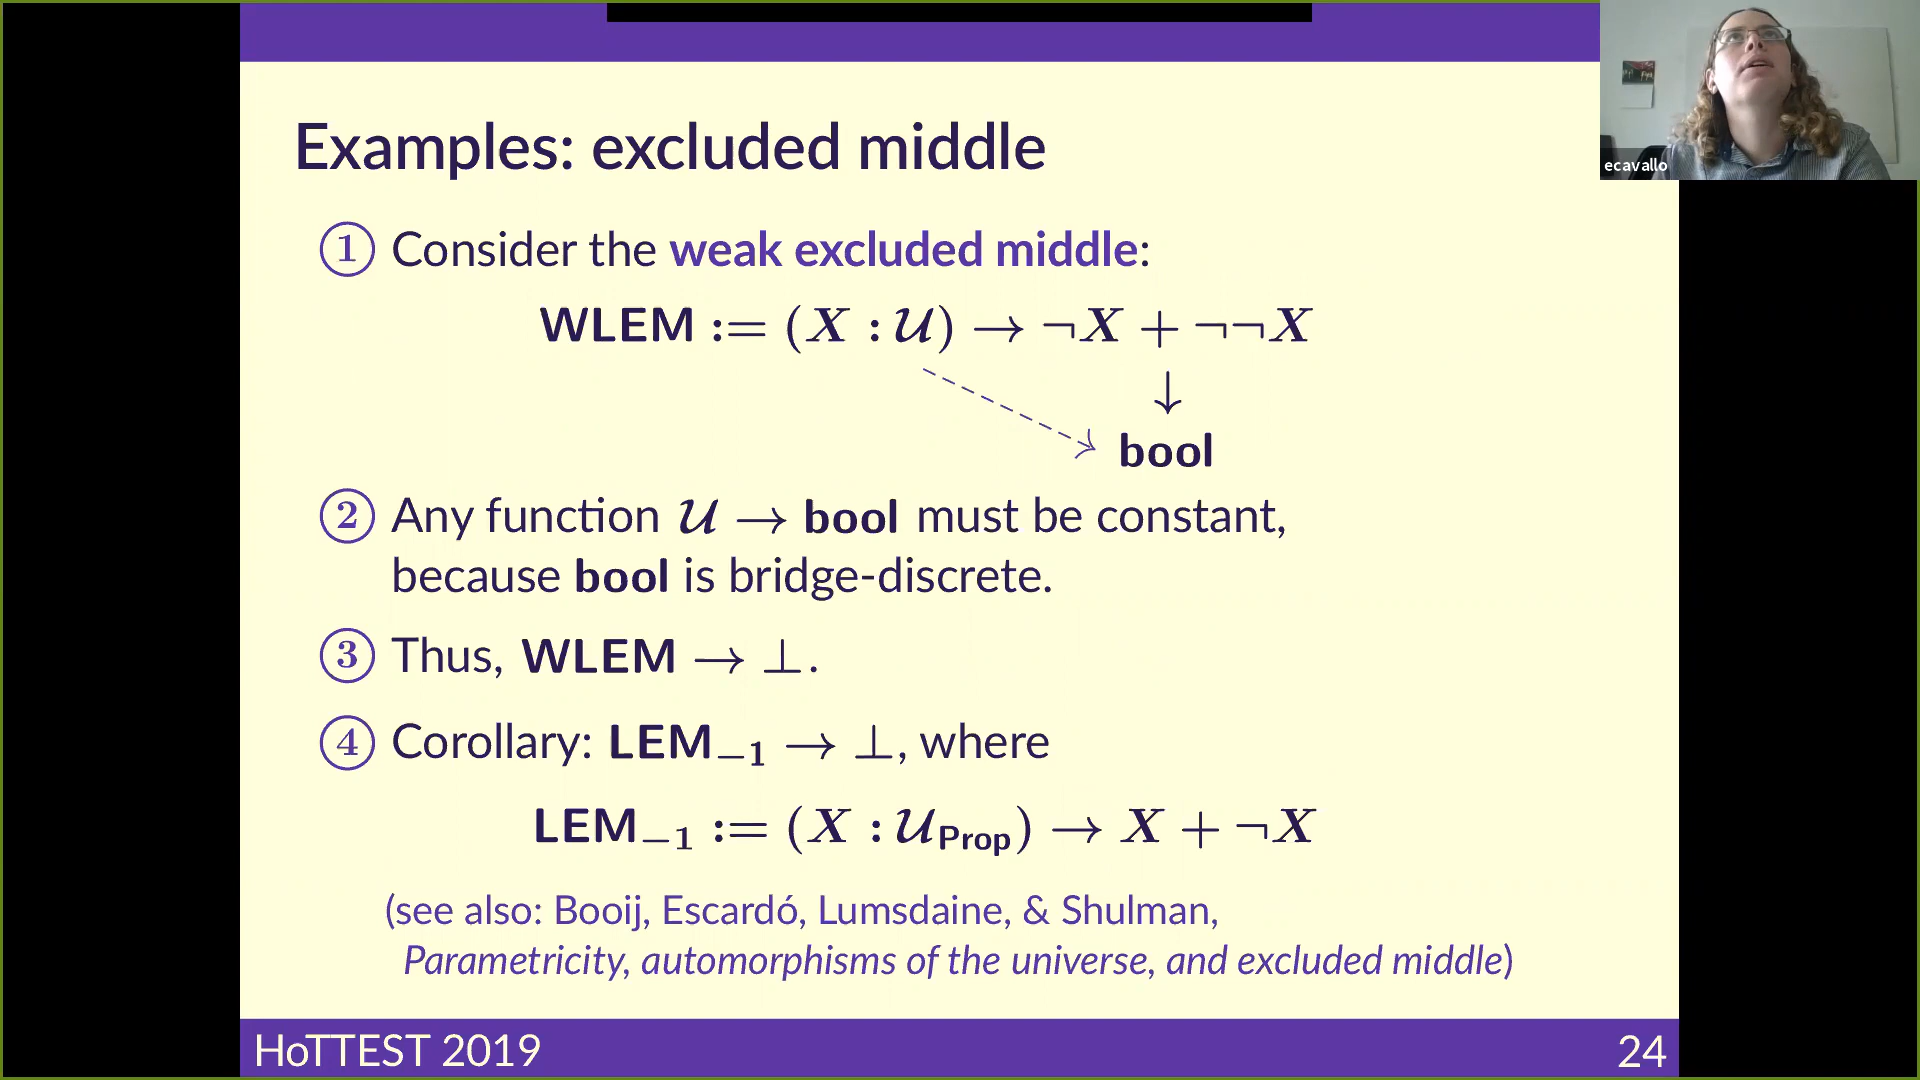 Examples: excluded middle
ecavallo
① Consider the weak excluded middle:
WLEM := (X : 𝒰) → ¬X + ¬¬X
↓
bool
② Any function 𝒰 → bool must be constant,
because bool is bridge-discrete.
③ Thus, WLEM → ⊥.
④ Corollary: LEM₋₁ → ⊥, where
LEM₋₁ := (X : 𝒰_Prop) → X + ¬X
(see also: Booij, Escardó, Lumsdaine, & Shulman,
Parametricity, automorphisms of the universe, and excluded middle)
HoTTEST 2019
24